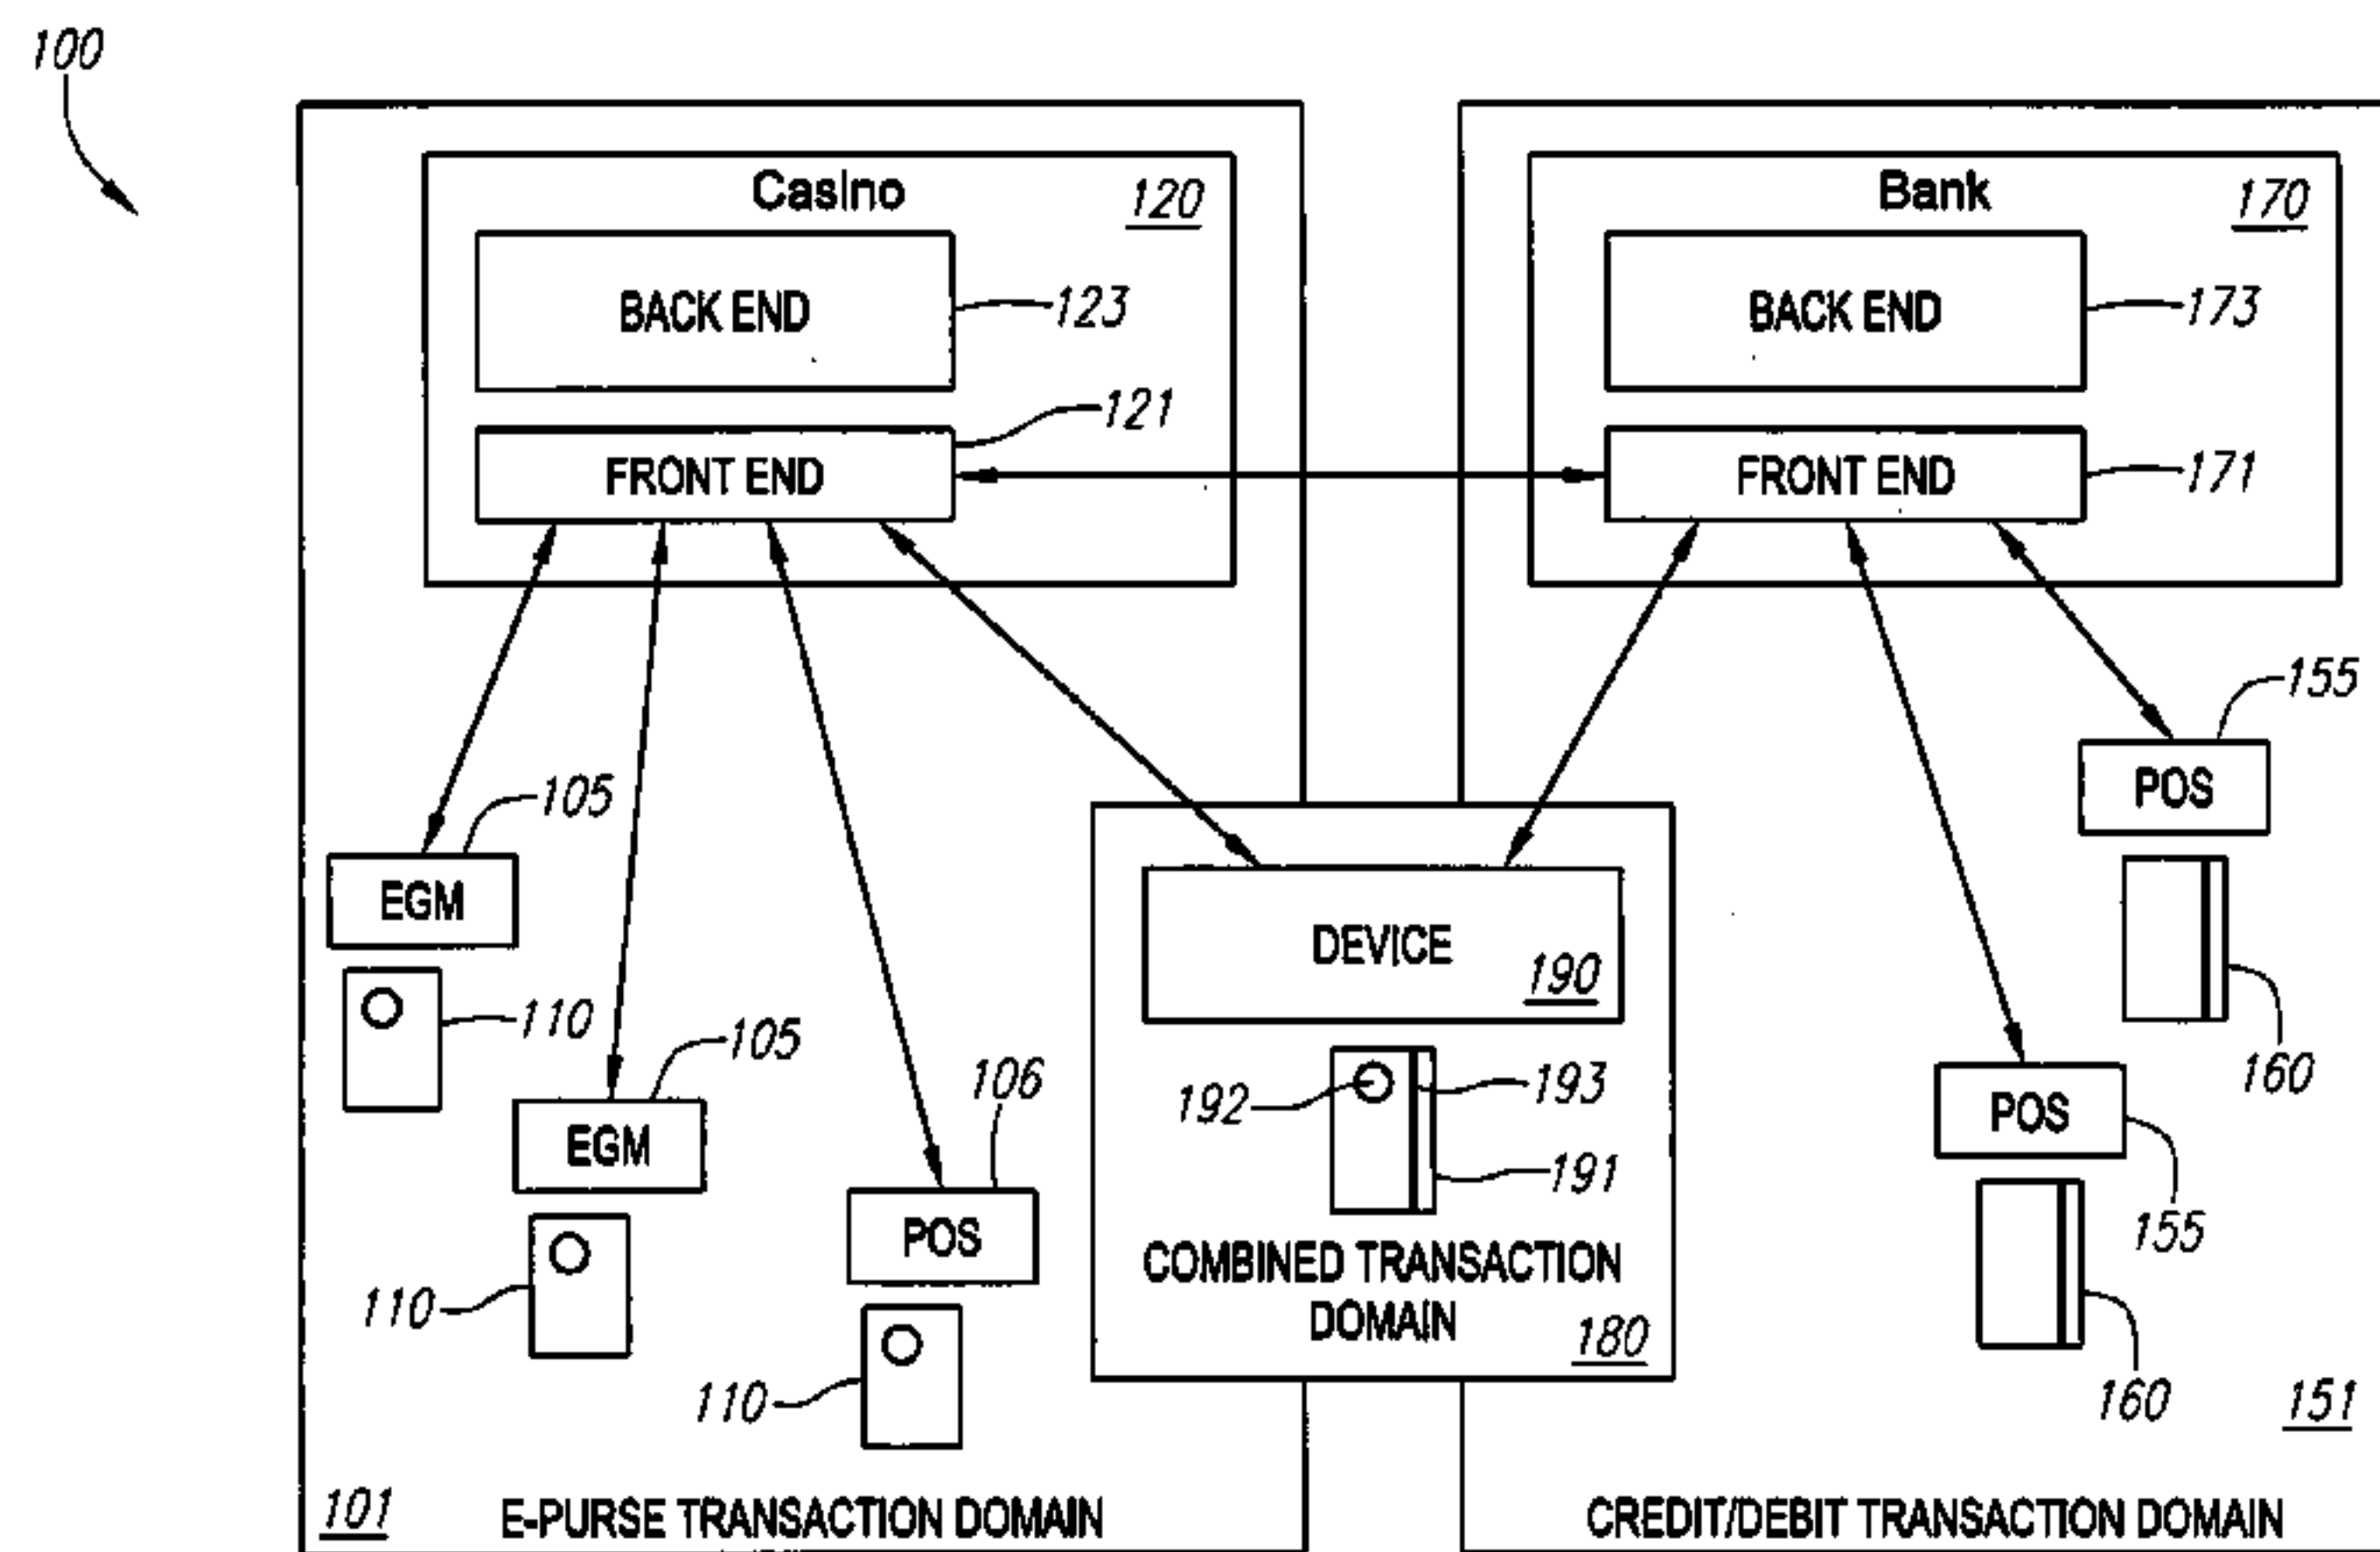 100
Casino 120
BACK END
123
121
FRONT END
Bank 170
BACK END
173
FRONT END
171
105
EGM
110
105
EGM
110
106
POS
110
DEVICE 190
192
193
191
COMBINED TRANSACTION
DOMAIN
180
155
POS
160
POS
155
160
151
101
E-PURSE TRANSACTION DOMAIN
CREDIT/DEBIT TRANSACTION DOMAIN